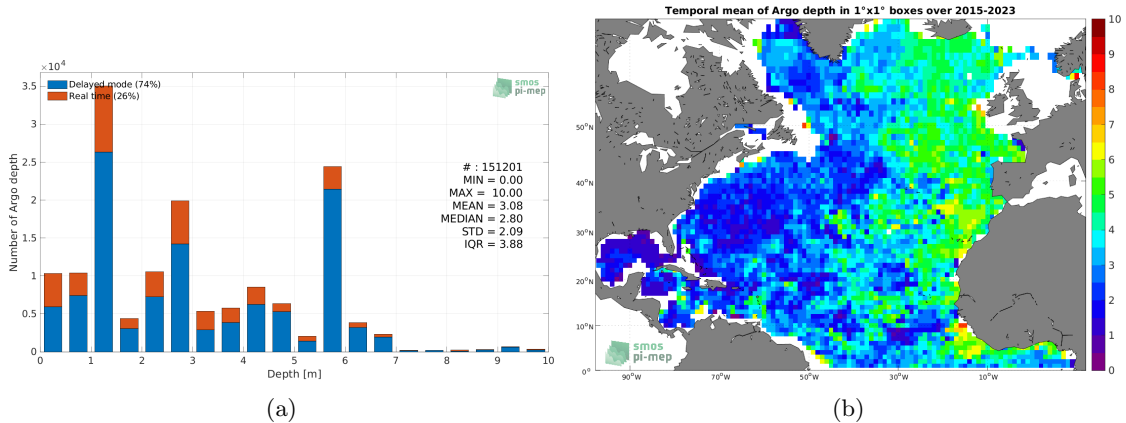 ×10⁴
Delayed mode (74%)
Real time (26%)
smos
pi-mep
# : 151201
MIN = 0.00
MAX = 10.00
MEAN = 3.08
MEDIAN = 2.80
STD = 2.09
IQR = 3.88
Number of Argo depth
3.5
3
2.5
2
1.5
1
0.5
0
0 1 2 3 4 5 6 7 8 9 10
Depth [m]
(a)
Temporal mean of Argo depth in 1°x1° boxes over 2015-2023
50°N
40°N
30°N
20°N
10°N
0°
90°W 70°W 50°W 30°W 10°W
smos
pi-mep
10
9
8
7
6
5
4
3
2
1
0
(b)